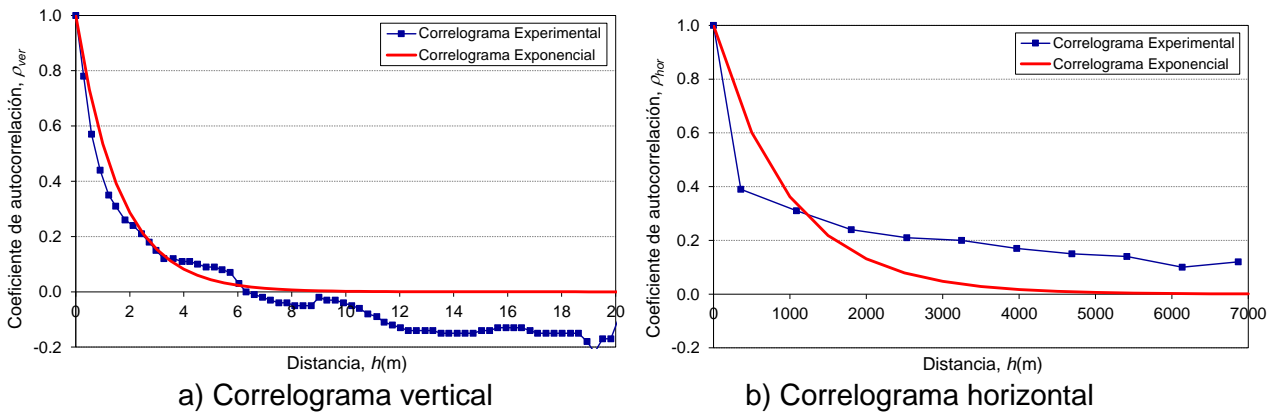 1.0
0.8
0.6
0.4
0.2
0.0
-0.2
Coeficiente de autocorrelación, ρver
Correlograma Experimental
Correlograma Exponencial
0 2 4 6 8 10 12 14 16 18 20
Distancia, h(m)
a) Correlograma vertical
1.0
0.8
0.6
0.4
0.2
0.0
-0.2
Coeficiente de autocorrelación, ρhor
Correlograma Experimental
Correlograma Exponencial
0 1000 2000 3000 4000 5000 6000 7000
Distancia, h(m)
b) Correlograma horizontal